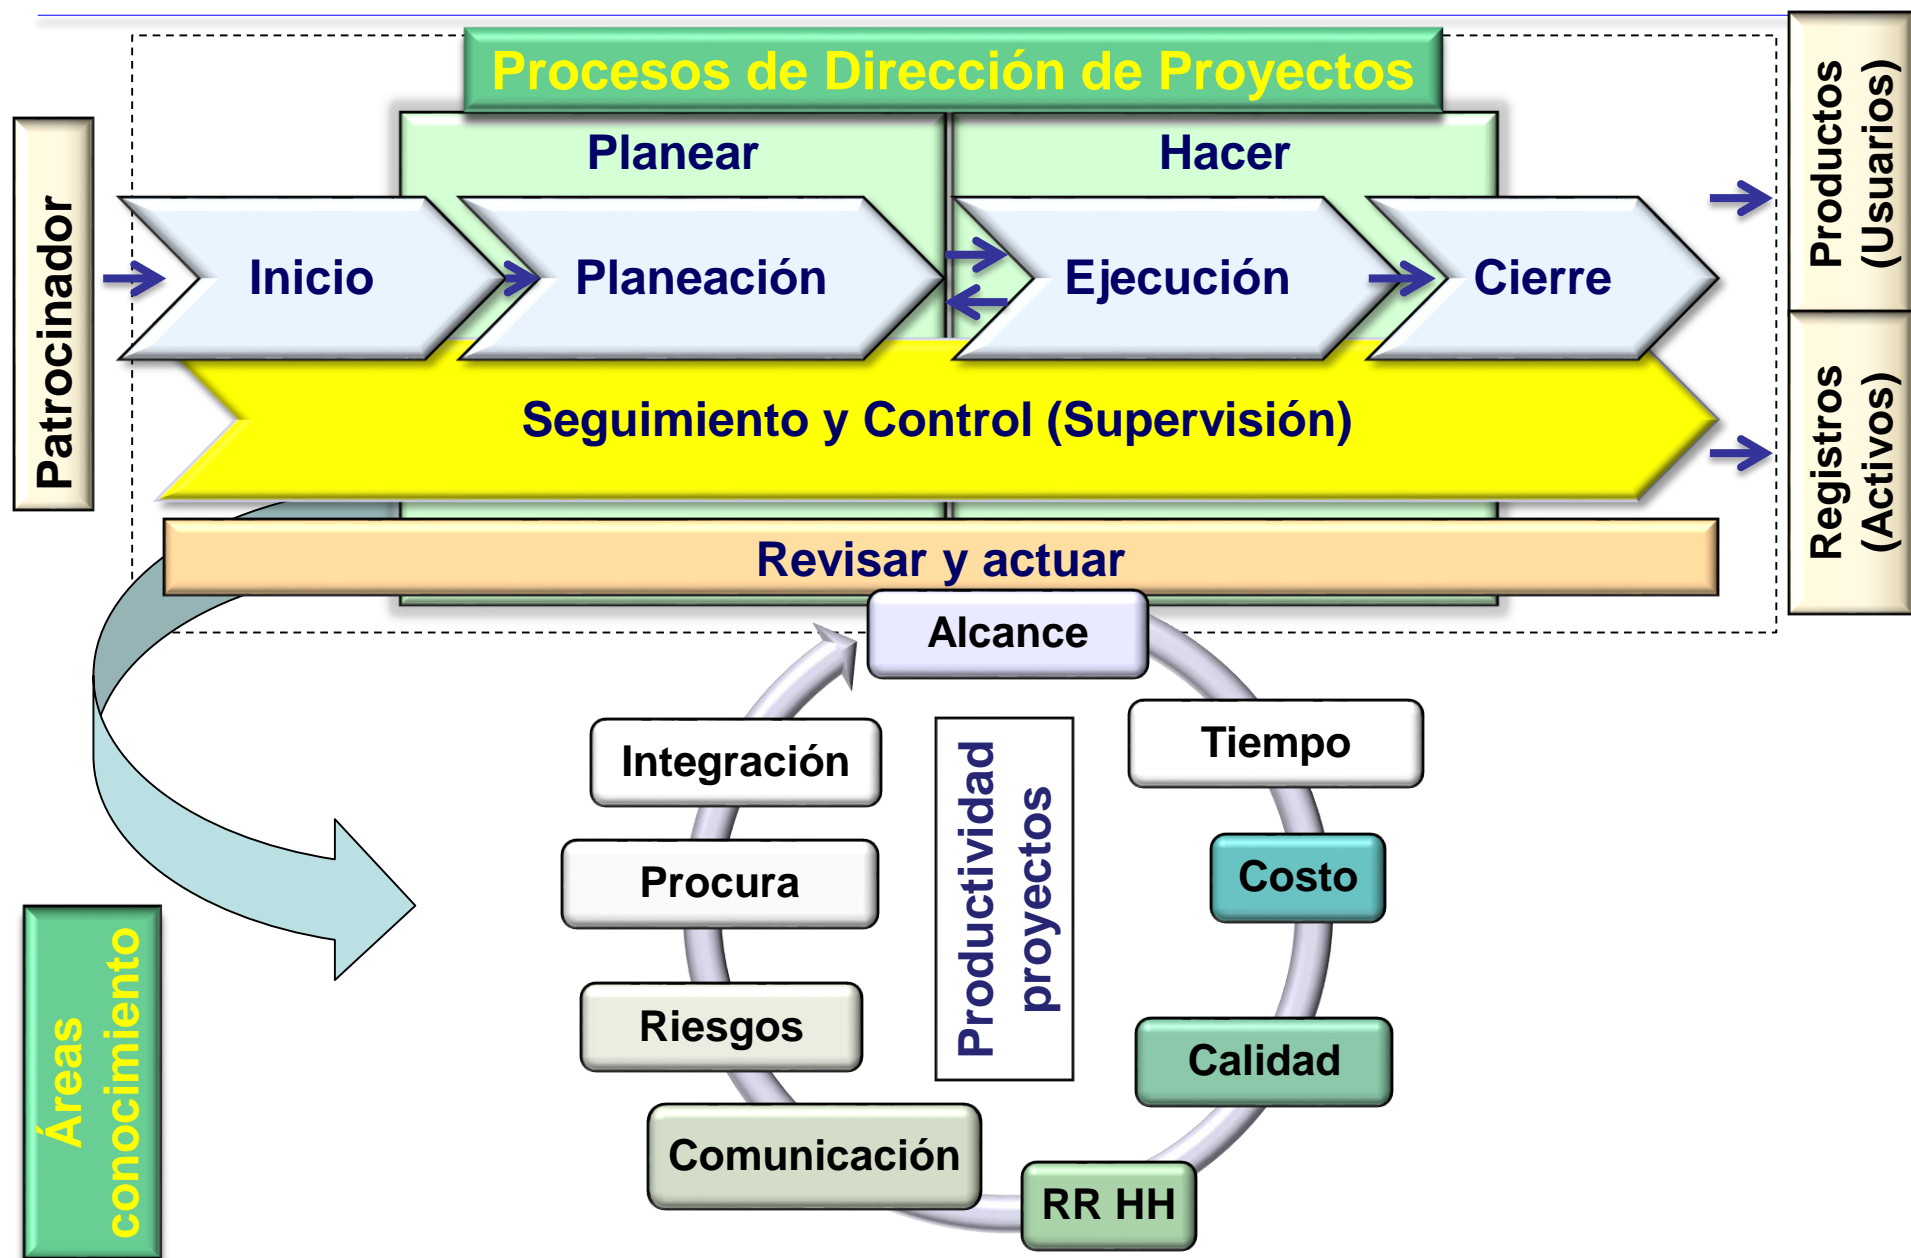 Procesos de Dirección de Proyectos
Planear
Hacer
Patrocinador
Inicio
Planeación
Ejecución
Cierre
Productos
(Usuarios)
Seguimiento y Control (Supervisión)
Registros
(Activos)
Revisar y actuar
Alcance
Tiempo
Costo
Calidad
RR HH
Comunicación
Riesgos
Procura
Integración
Productividad
proyectos
Áreas
conocimiento